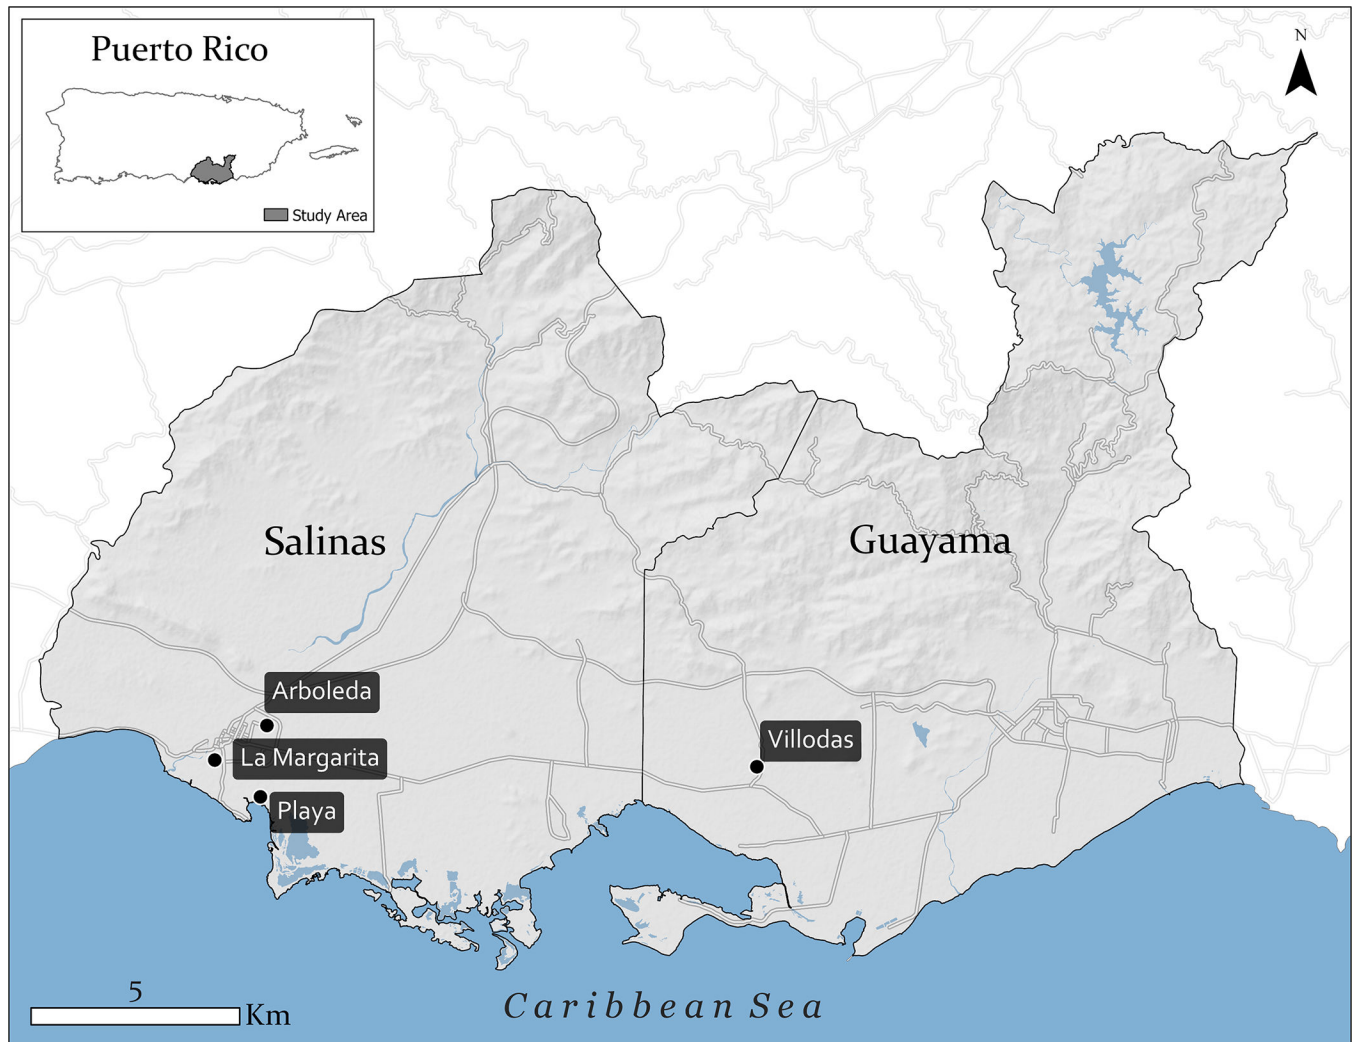 Puerto Rico
Study Area
N
Salinas
Guayama
Arboleda
La Margarita
Playa
Villodas
5
Km
Caribbean Sea